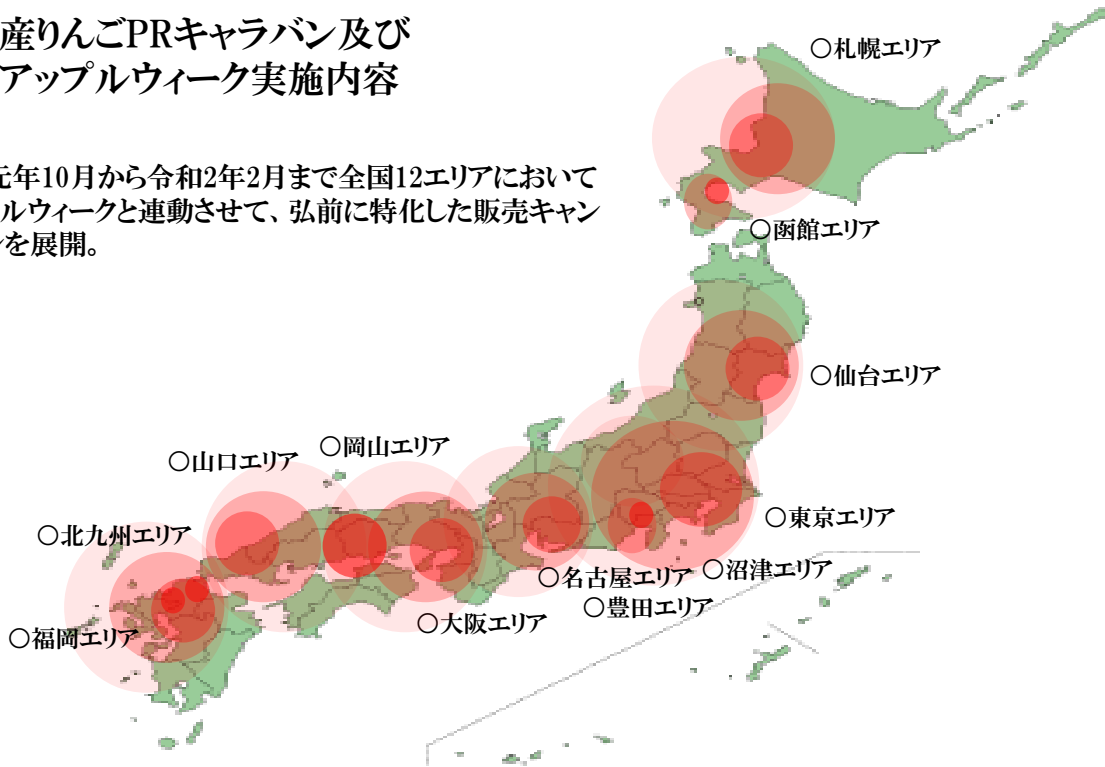 産りんごPRキャラバン及び
アップルウィーク実施内容
元年10月から令和2年2月まで全国12エリアにおいて
ルウィークと連動させて、弘前に特化した販売キャン
ンを展開。
○札幌エリア
○函館エリア
○仙台エリア
○岡山エリア
○山口エリア
○東京エリア
○北九州エリア
○沼津エリア
○名古屋エリア
○豊田エリア
○大阪エリア
○福岡エリア